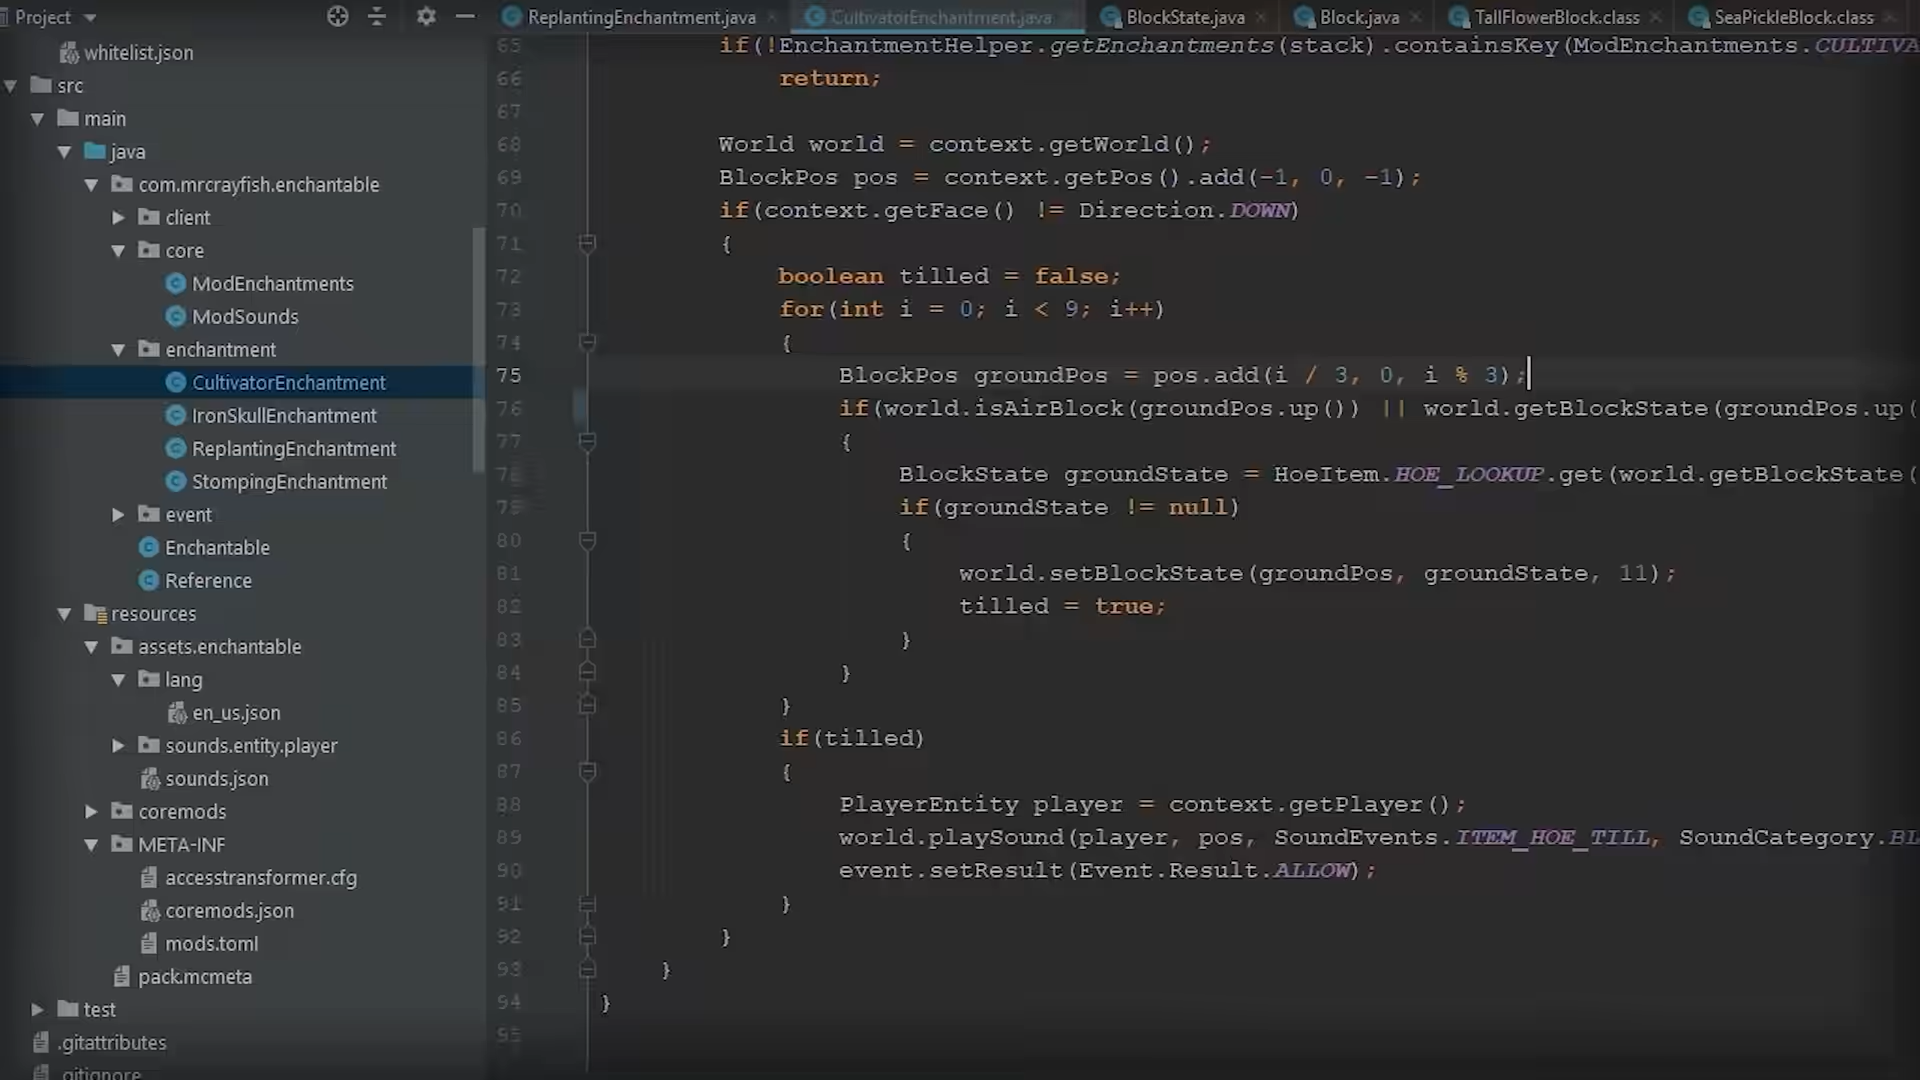 Project
whitelist.json
src
main
java
com.mrcrayfish.enchantable
client
core
ModEnchantments
ModSounds
enchantment
CultivatorEnchantment
IronSkullEnchantment
ReplantingEnchantment
StompingEnchantment
event
Enchantable
Reference
resources
assets.enchantable
lang
en_us.json
sounds.entity.player
sounds.json
coremods
META-INF
accesstransformer.cfg
coremods.json
mods.toml
pack.mcmeta
test
.gitattributes
.gitignore
ReplantingEnchantment.java CultivatorEnchantment.java BlockState.java Block.java TallFlowerBlock.class SeaPickleBlock.class
65 if(!EnchantmentHelper.getEnchantments(stack).containsKey(ModEnchantments.CULTIVA
66 return;
67
68 World world = context.getWorld();
69 BlockPos pos = context.getPos().add(-1, 0, -1);
70 if(context.getFace() != Direction.DOWN)
71 {
72 boolean tilled = false;
73 for(int i = 0; i < 9; i++)
74 {
75 BlockPos groundPos = pos.add(i / 3, 0, i % 3);
76 if(world.isAirBlock(groundPos.up()) || world.getBlockState(groundPos.up(
77 {
78 BlockState groundState = HoeItem.HOE_LOOKUP.get(world.getBlockState(
79 if(groundState != null)
80 {
81 world.setBlockState(groundPos, groundState, 11);
82 tilled = true;
83 }
84 }
85 }
86 if(tilled)
87 {
88 PlayerEntity player = context.getPlayer();
89 world.playSound(player, pos, SoundEvents.ITEM_HOE_TILL, SoundCategory.BL
90 event.setResult(Event.Result.ALLOW);
91 }
92 }
93 }
94 }
95